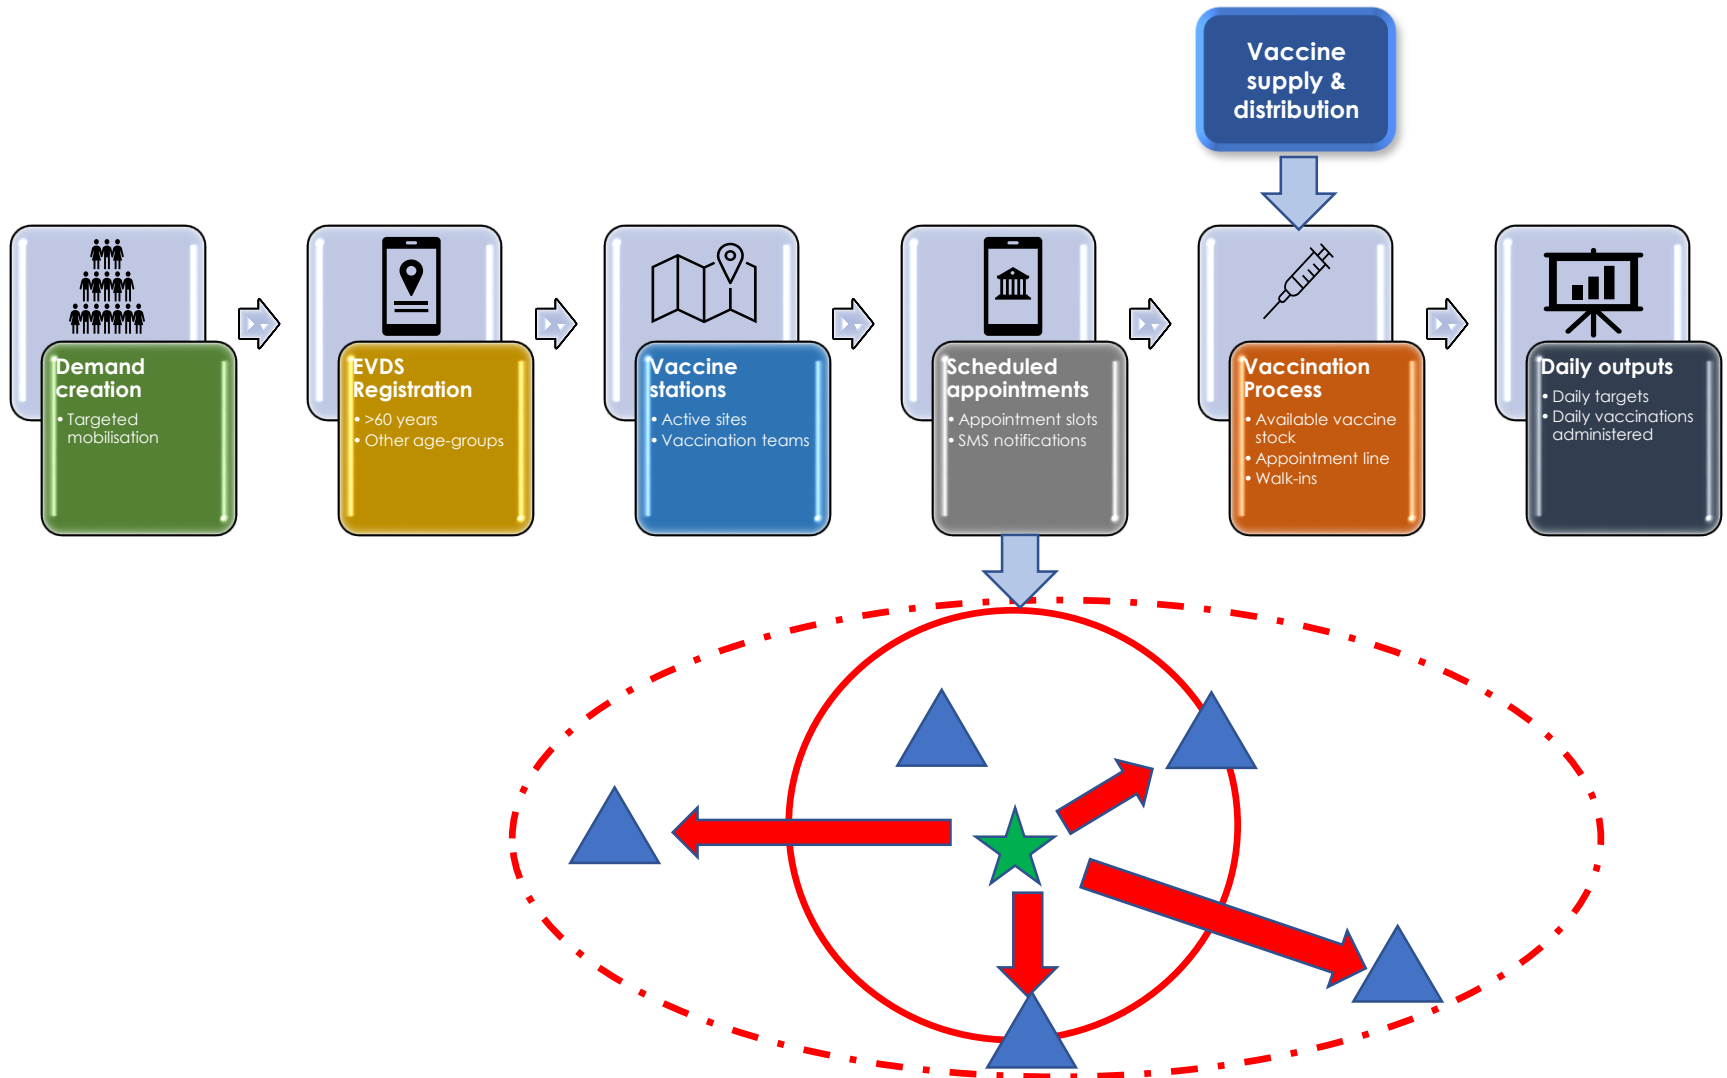 Vaccine
supply &
distribution
Demand
creation
• Targeted
mobilisation
EVDS
Registration
• >60 years
• Other age-groups
Vaccine
stations
• Active sites
• Vaccination teams
Scheduled
appointments
• Appointment slots
• SMS notifications
Vaccination
Process
• Available vaccine
stock
• Appointment line
• Walk-ins
Daily outputs
• Daily targets
• Daily vaccinations
administered